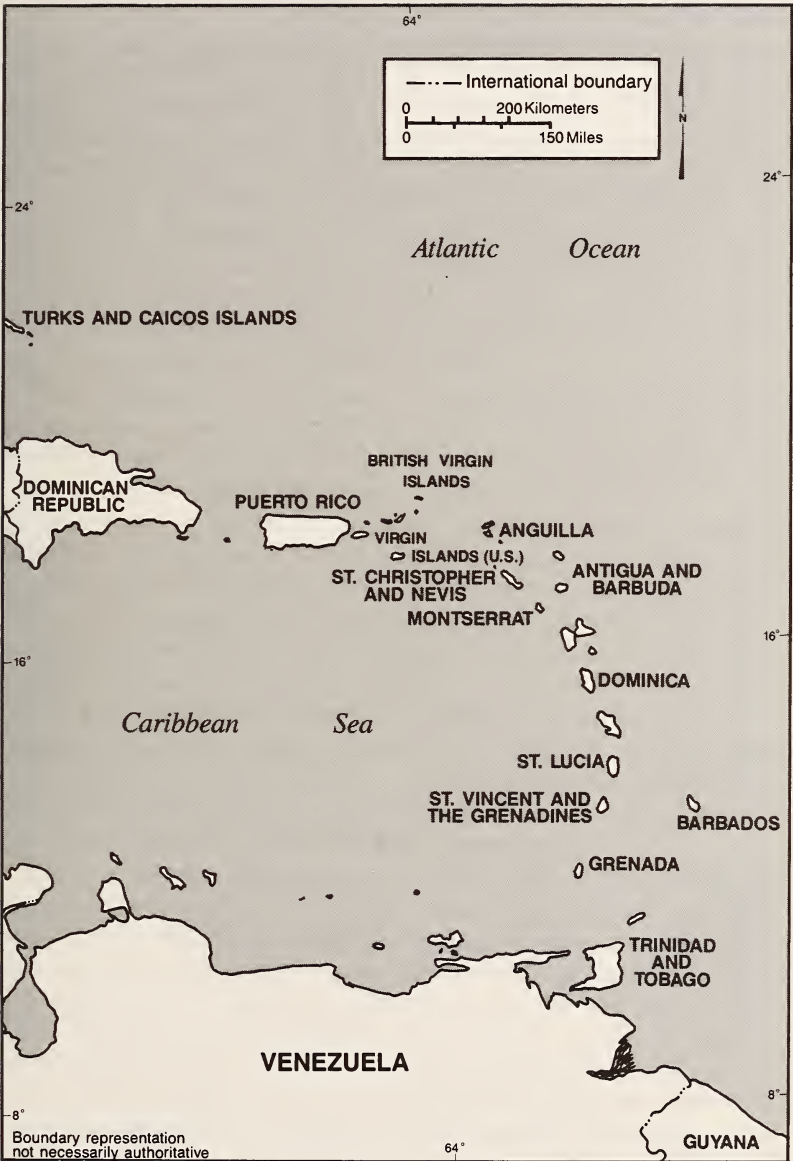 64°
International boundary
0 200 Kilometers
0 150 Miles
N
24°
24°
Atlantic Ocean
TURKS AND CAICOS ISLANDS
BRITISH VIRGIN
ISLANDS
DOMINICAN
REPUBLIC
PUERTO RICO
VIRGIN
ISLANDS (U.S.)
ANGUILLA
ST. CHRISTOPHER
AND NEVIS
ANTIGUA AND
BARBUDA
MONTSERRAT
16°
16°
DOMINICA
Caribbean Sea
ST. LUCIA
ST. VINCENT AND
THE GRENADINES
BARBADOS
GRENADA
TRINIDAD
AND
TOBAGO
VENEZUELA
8°
8°
Boundary representation
not necessarily authoritative
64°
GUYANA